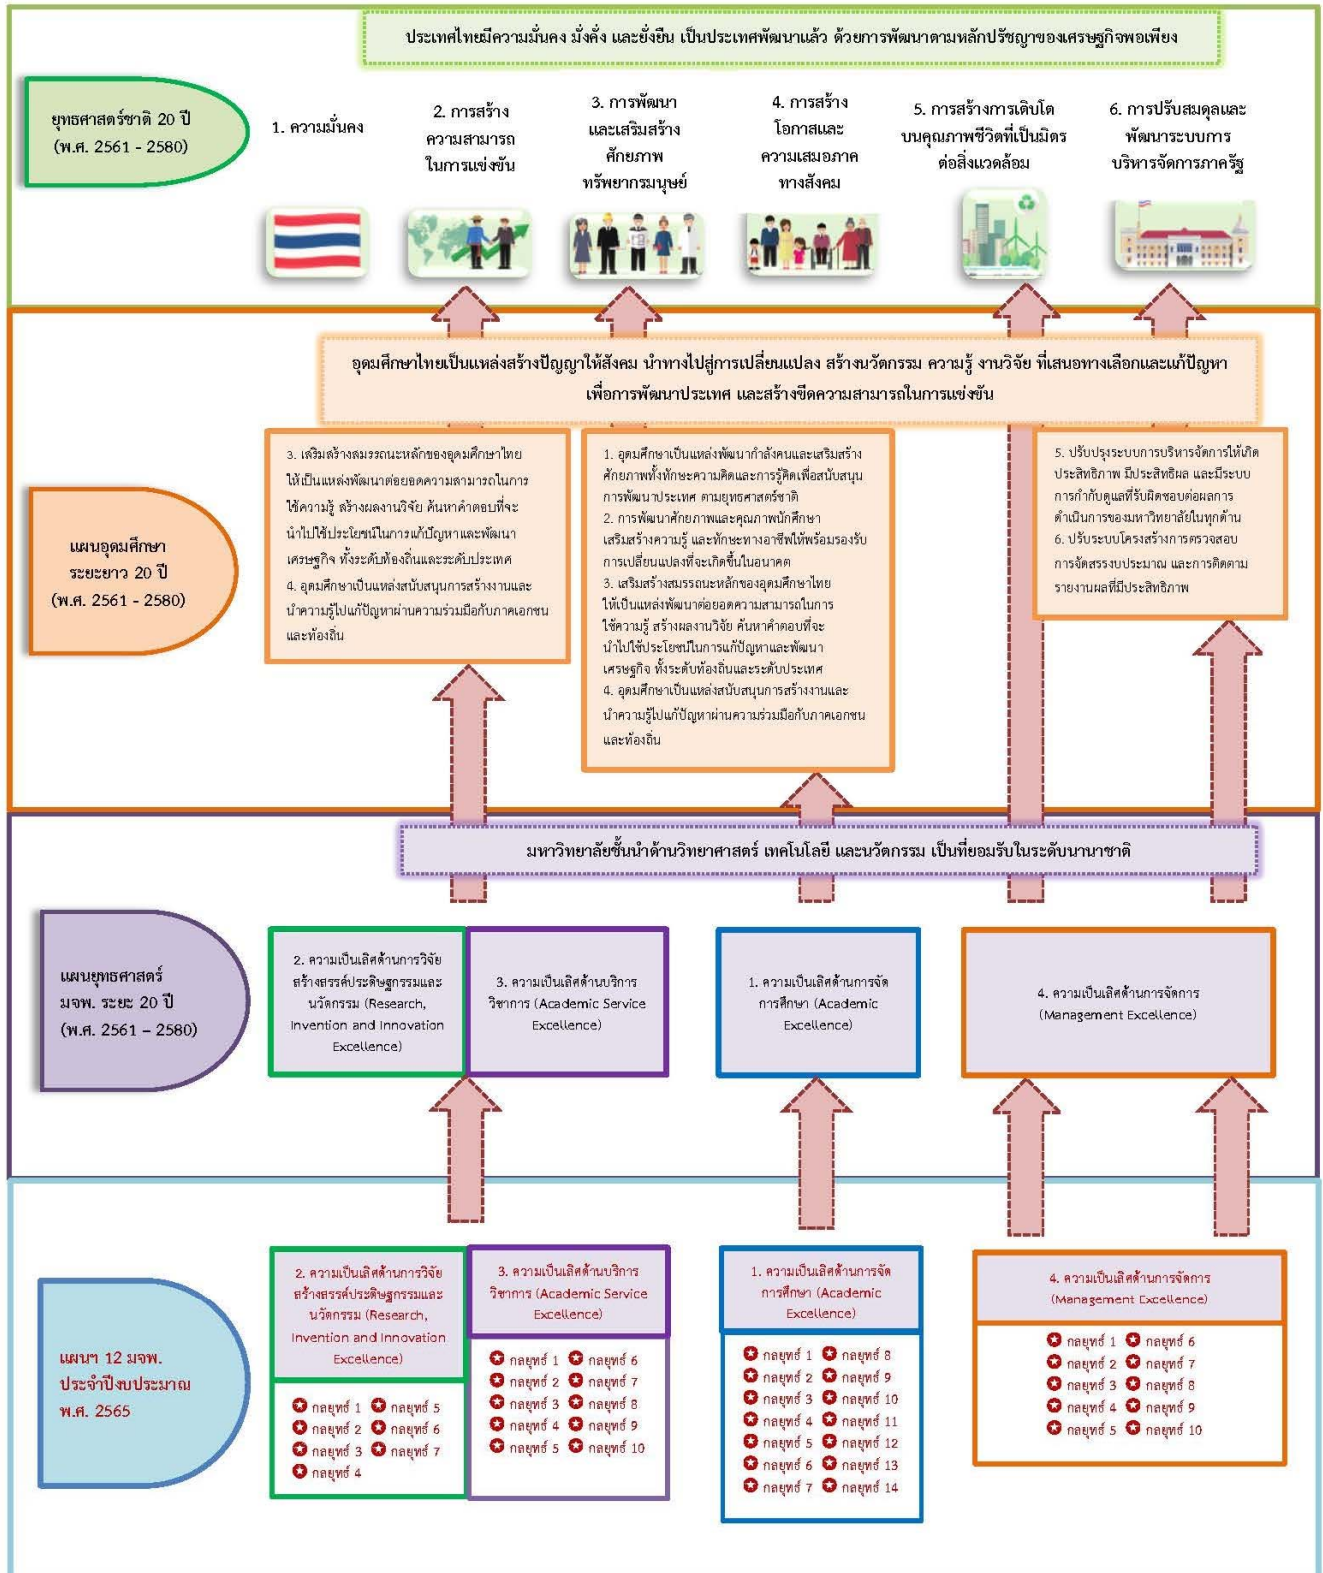 ประเทศไทยมีความมั่นคง มั่งคั่ง และยั่งยืน เป็นประเทศพัฒนาแล้ว ด้วยการพัฒนาตามหลักปรัชญาของเศรษฐกิจพอเพียง
ยุทธศาสตร์ชาติ 20 ปี
(พ.ศ. 2561 - 2580)
1. ความมั่นคง
2. การสร้าง
ความสามารถ
ในการแข่งขัน
3. การพัฒนา
และเสริมสร้าง
ศักยภาพ
ทรัพยากรมนุษย์
4. การสร้าง
โอกาสและ
ความเสมอภาค
ทางสังคม
5. การสร้างการเติบโต
บนคุณภาพชีวิตที่เป็นมิตร
ต่อสิ่งแวดล้อม
6. การปรับสมดุลและ
พัฒนาระบบการ
บริหารจัดการภาครัฐ
อุดมศึกษาไทยเป็นแหล่งสร้างปัญญาให้สังคม นำทางไปสู่การเปลี่ยนแปลง สร้างนวัตกรรม ความรู้ งานวิจัย ที่เสนอทางเลือกและแก้ปัญหา
เพื่อการพัฒนาประเทศ และสร้างขีดความสามารถในการแข่งขัน
แผนอุดมศึกษา
ระยะยาว 20 ปี
(พ.ศ. 2561 - 2580)
3. เสริมสร้างสมรรถนะหลักของอุดมศึกษาไทย
ให้เป็นแหล่งพัฒนาต่อยอดความสามารถในการ
ใช้ความรู้ สร้างผลงานวิจัย ค้นหาคำตอบที่จะ
นำไปใช้ประโยชน์ในการแก้ปัญหาและพัฒนา
เศรษฐกิจ ทั้งระดับท้องถิ่นและระดับประเทศ
4. อุดมศึกษาเป็นแหล่งสนับสนุนการสร้างงานและ
นำความรู้ไปแก้ปัญหาผ่านความร่วมมือกับภาคเอกชน
และท้องถิ่น
1. อุดมศึกษาเป็นแหล่งพัฒนากำลังคนและเสริมสร้าง
ศักยภาพทั้งทักษะความคิดและการรู้คิดเพื่อสนับสนุน
การพัฒนาประเทศ ตามยุทธศาสตร์ชาติ
2. การพัฒนาศักยภาพและคุณภาพนักศึกษา
เสริมสร้างความรู้ และทักษะทางอาชีพให้พร้อมรองรับ
การเปลี่ยนแปลงที่จะเกิดขึ้นในอนาคต
3. เสริมสร้างสมรรถนะหลักของอุดมศึกษาไทย
ให้เป็นแหล่งพัฒนาต่อยอดความสามารถในการ
ใช้ความรู้ สร้างผลงานวิจัย ค้นหาคำตอบที่จะ
นำไปใช้ประโยชน์ในการแก้ปัญหาและพัฒนา
เศรษฐกิจ ทั้งระดับท้องถิ่นและระดับประเทศ
4. อุดมศึกษาเป็นแหล่งสนับสนุนการสร้างงานและ
นำความรู้ไปแก้ปัญหาผ่านความร่วมมือกับภาคเอกชน
และท้องถิ่น
5. ปรับปรุงระบบการบริหารจัดการให้เกิด
ประสิทธิภาพ มีประสิทธิผล และมีระบบ
การกำกับดูแลที่รับผิดชอบต่อผลการ
ดำเนินการของมหาวิทยาลัยในทุกด้าน
6. ปรับระบบโครงสร้างการตรวจสอบ
การจัดสรรงบประมาณ และการติดตาม
รายงานผลที่มีประสิทธิภาพ
มหาวิทยาลัยชั้นนำด้านวิทยาศาสตร์ เทคโนโลยี และนวัตกรรม เป็นที่ยอมรับในระดับนานาชาติ
แผนยุทธศาสตร์
มจพ. ระยะ 20 ปี
(พ.ศ. 2561 – 2580)
2. ความเป็นเลิศด้านการวิจัย
สร้างสรรค์ประดิษฐกรรมและ
นวัตกรรม (Research,
Invention and Innovation
Excellence)
3. ความเป็นเลิศด้านบริการ
วิชาการ (Academic Service
Excellence)
1. ความเป็นเลิศด้านการจัด
การศึกษา (Academic
Excellence)
4. ความเป็นเลิศด้านการจัดการ
(Management Excellence)
แผนฯ 12 มจพ.
ประจำปีงบประมาณ
พ.ศ. 2565
2. ความเป็นเลิศด้านการวิจัย
สร้างสรรค์ประดิษฐกรรมและ
นวัตกรรม (Research,
Invention and Innovation
Excellence)
กลยุทธ์ 1 กลยุทธ์ 5
กลยุทธ์ 2 กลยุทธ์ 6
กลยุทธ์ 3 กลยุทธ์ 7
กลยุทธ์ 4
3. ความเป็นเลิศด้านบริการ
วิชาการ (Academic Service
Excellence)
กลยุทธ์ 1 กลยุทธ์ 6
กลยุทธ์ 2 กลยุทธ์ 7
กลยุทธ์ 3 กลยุทธ์ 8
กลยุทธ์ 4 กลยุทธ์ 9
กลยุทธ์ 5 กลยุทธ์ 10
1. ความเป็นเลิศด้านการจัด
การศึกษา (Academic
Excellence)
กลยุทธ์ 1 กลยุทธ์ 8
กลยุทธ์ 2 กลยุทธ์ 9
กลยุทธ์ 3 กลยุทธ์ 10
กลยุทธ์ 4 กลยุทธ์ 11
กลยุทธ์ 5 กลยุทธ์ 12
กลยุทธ์ 6 กลยุทธ์ 13
กลยุทธ์ 7 กลยุทธ์ 14
4. ความเป็นเลิศด้านการจัดการ
(Management Excellence)
กลยุทธ์ 1 กลยุทธ์ 6
กลยุทธ์ 2 กลยุทธ์ 7
กลยุทธ์ 3 กลยุทธ์ 8
กลยุทธ์ 4 กลยุทธ์ 9
กลยุทธ์ 5 กลยุทธ์ 10